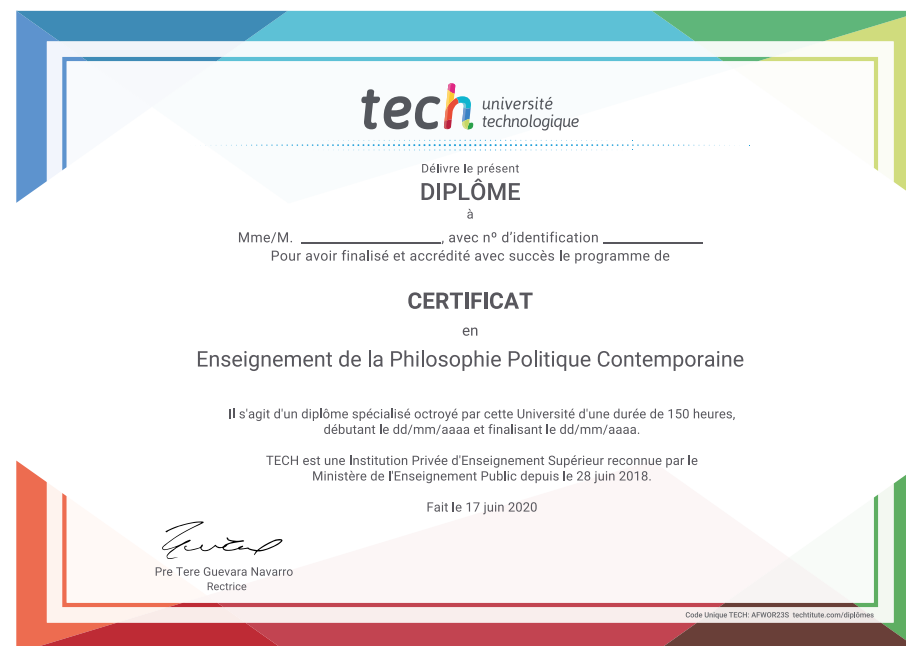 tech université
technologique
Délivre le présent
DIPLÔME
à
Mme/M. ____________________, avec nº d'identification ______________
Pour avoir finalisé et accrédité avec succès le programme de
CERTIFICAT
en
Enseignement de la Philosophie Politique Contemporaine
Il s'agit d'un diplôme spécialisé octroyé par cette Université d'une durée de 150 heures,
débutant le dd/mm/aaaa et finalisant le dd/mm/aaaa.
TECH est une Institution Privée d'Enseignement Supérieur reconnue par le
Ministère de l'Enseignement Public depuis le 28 juin 2018.
Fait le 17 juin 2020
Pre Tere Guevara Navarro
Rectrice
Code Unique TECH: AFWOR23S techtitute.com/diplômes